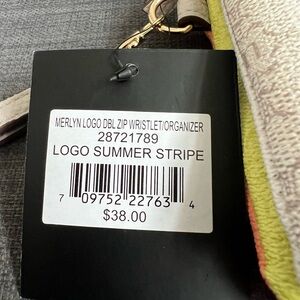 MERLYN LOGO DBL ZIP WRISTLET/ORGANIZER
28721789
LOGO SUMMER STRIPE
7 09752 22763 4
$38.00